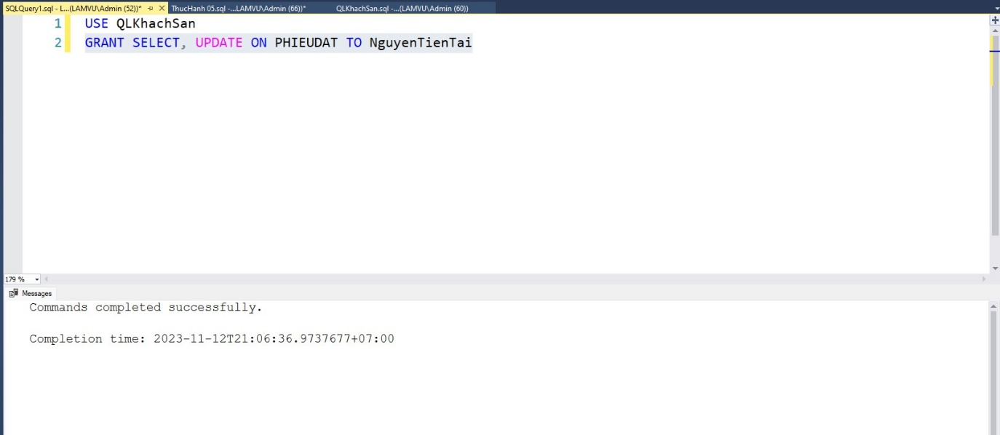 SQLQuery1.sql - L...(LAMVU\Admin (52))* ThucHanh 05.sql -...LAMVU\Admin (66))* QLKhachSan.sql -...(LAMVU\Admin (60))
1 USE QLKhachSan
2 GRANT SELECT, UPDATE ON PHIEUDAT TO NguyenTienTai
179 %
Messages
Commands completed successfully.
Completion time: 2023-11-12T21:06:36.9737677+07:00